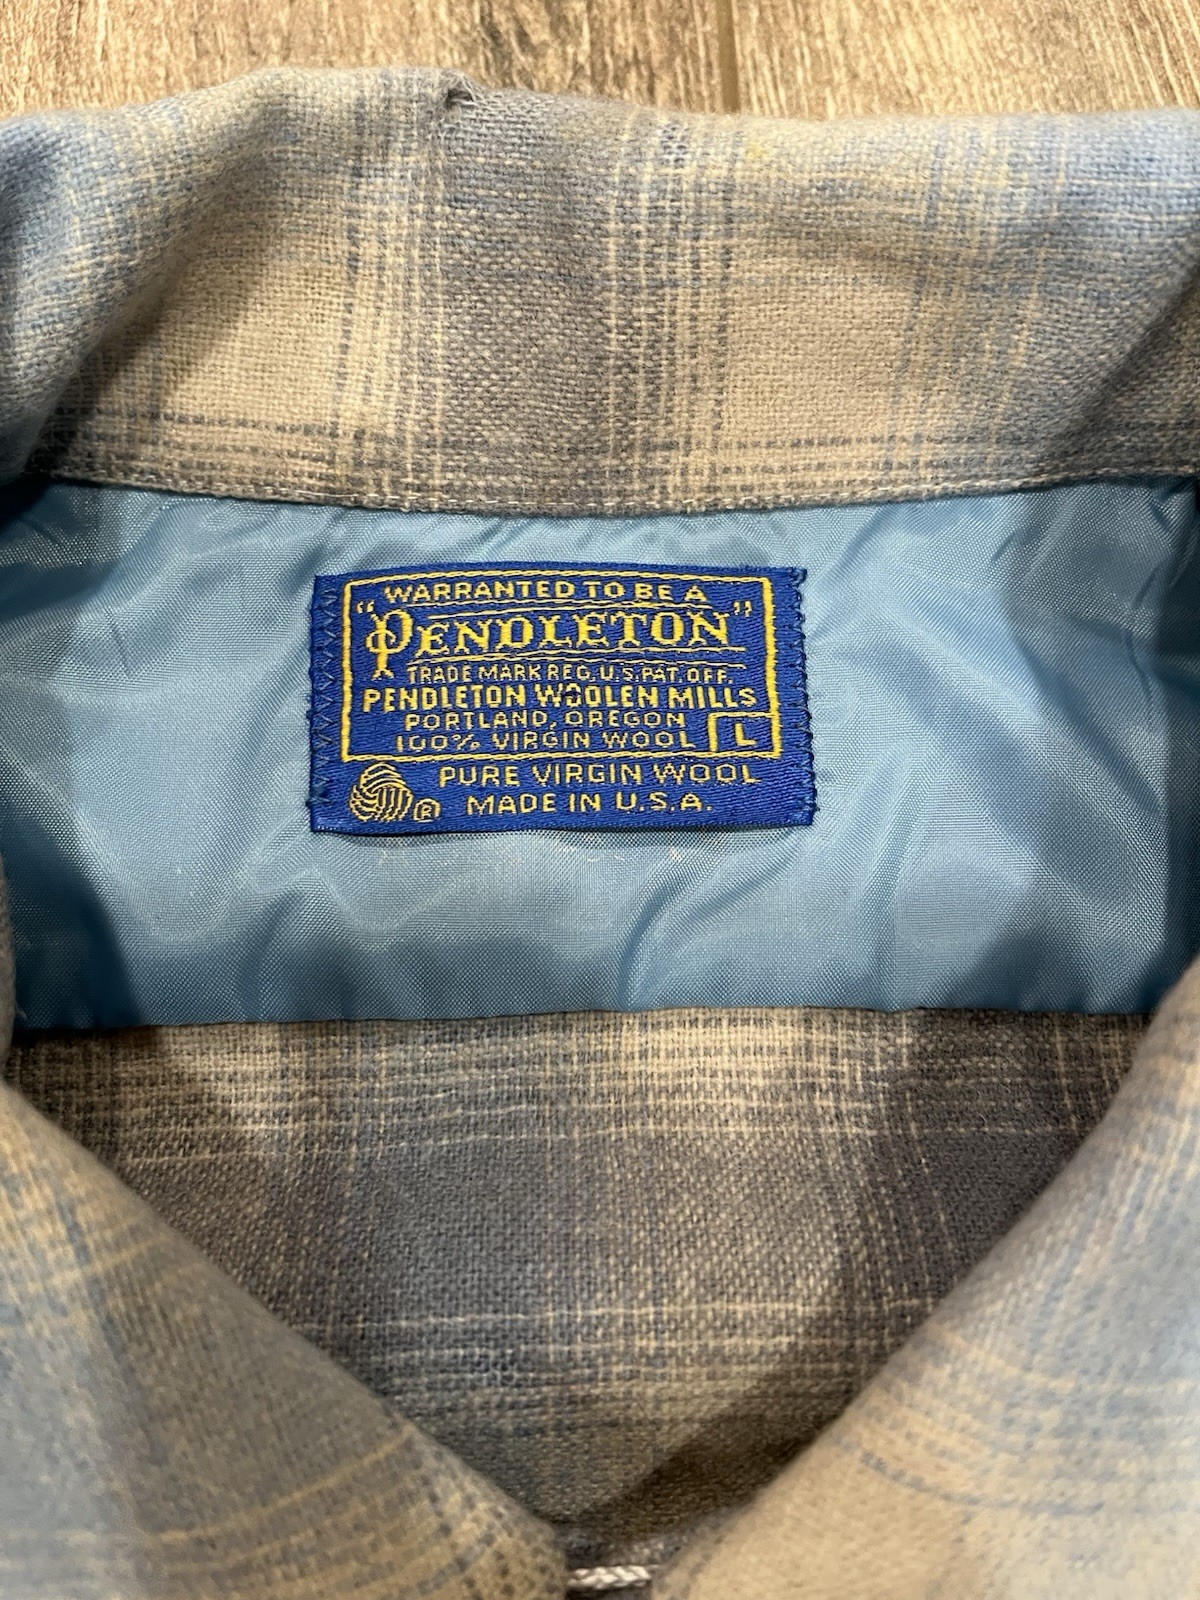 WARRANTED TO BE A
"PENDLETON"
TRADE MARK REG. U.S. PAT. OFF.
PENDLETON WOOLEN MILLS
PORTLAND, OREGON
100% VIRGIN WOOL L
PURE VIRGIN WOOL
® MADE IN U.S.A.